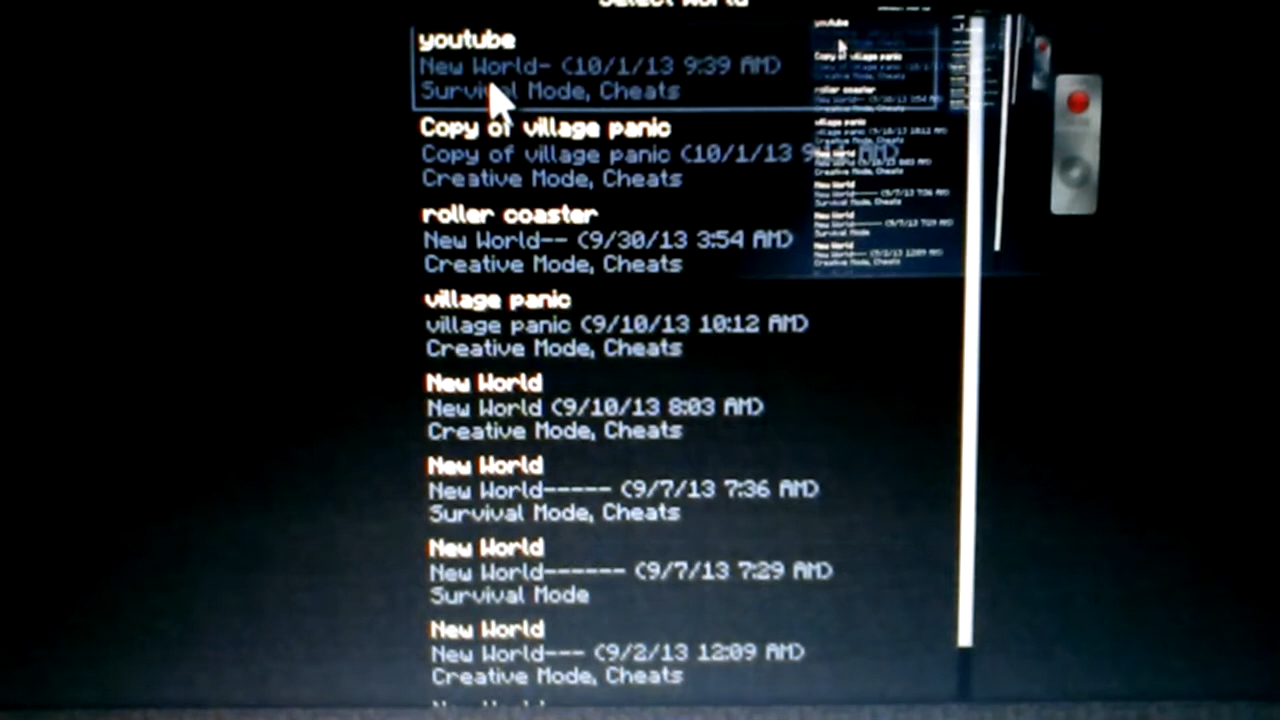 Select World
youtube
New World- (10/1/13 9:39 AM)
Survival Mode, Cheats
Copy of village panic
Copy of village panic (10/1/13 AM)
Creative Mode, Cheats
roller coaster
New World-- (9/30/13 3:54 AM)
Creative Mode, Cheats
village panic
village panic (9/10/13 10:12 AM)
Creative Mode, Cheats
New World
New World (9/10/13 8:03 AM)
Creative Mode, Cheats
New World
New World----- (9/7/13 7:36 AM)
Survival Mode, Cheats
New World
New World------ (9/7/13 7:29 AM)
Survival Mode
New World
New World--- (9/2/13 12:09 AM)
Creative Mode, Cheats